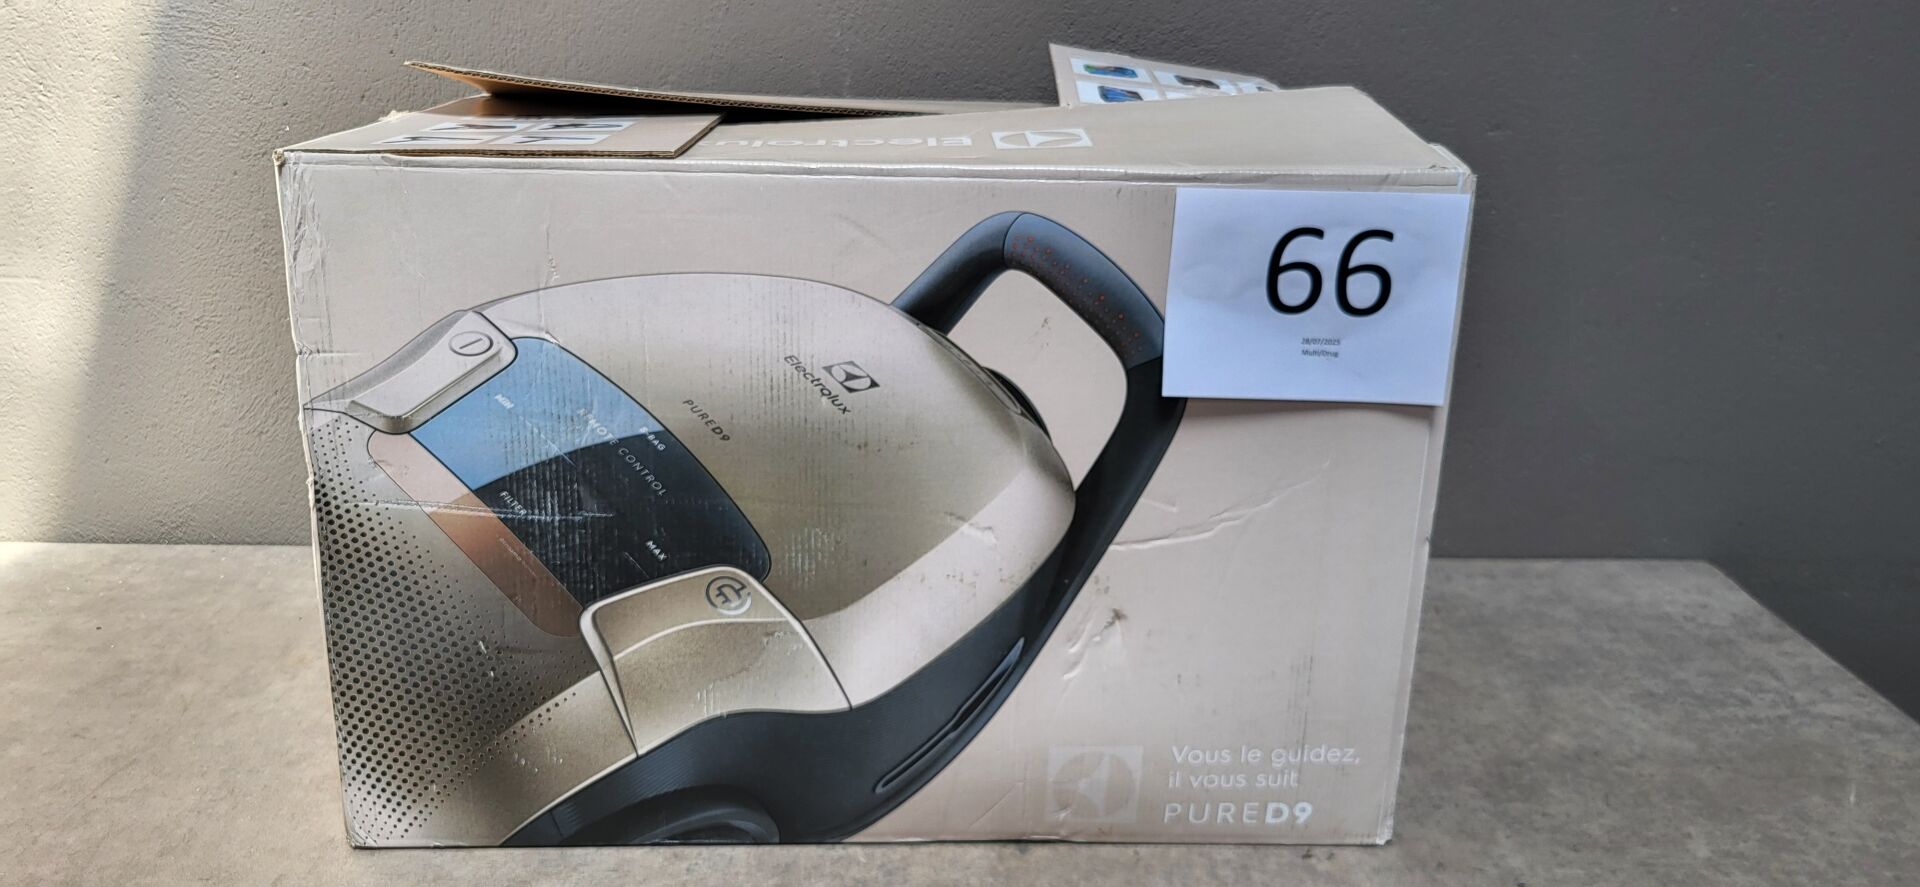 Electrolux
66
28/07/2025
Multi/Drug
Electrolux
PURED9
MIN
REMOTE CONTROL
S-BAG
FILTER
MAX
Vous le guidez,
il vous suit
PURED9